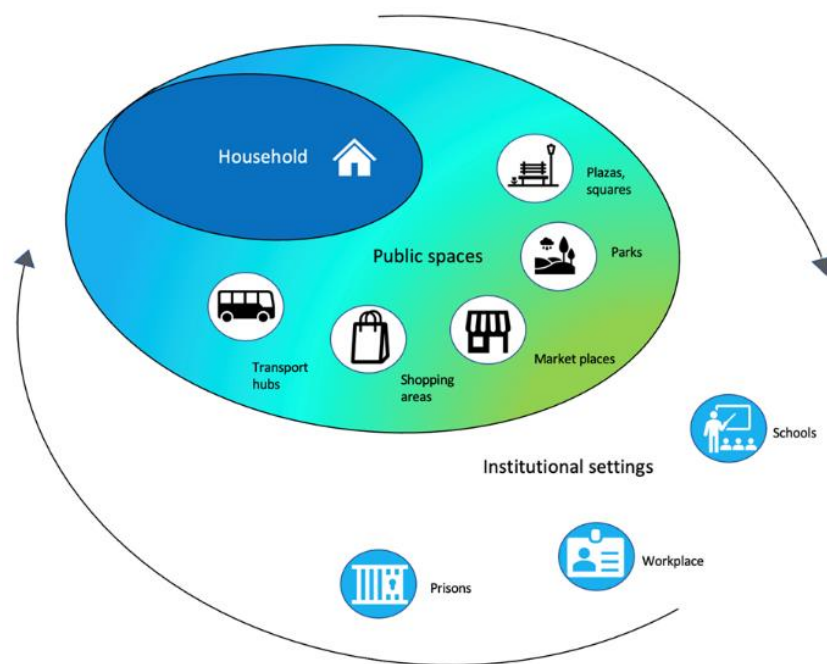 Household
Plazas,
squares
Public spaces
Parks
Transport
hubs
Shopping
areas
Market places
Schools
Institutional settings
Workplace
Prisons